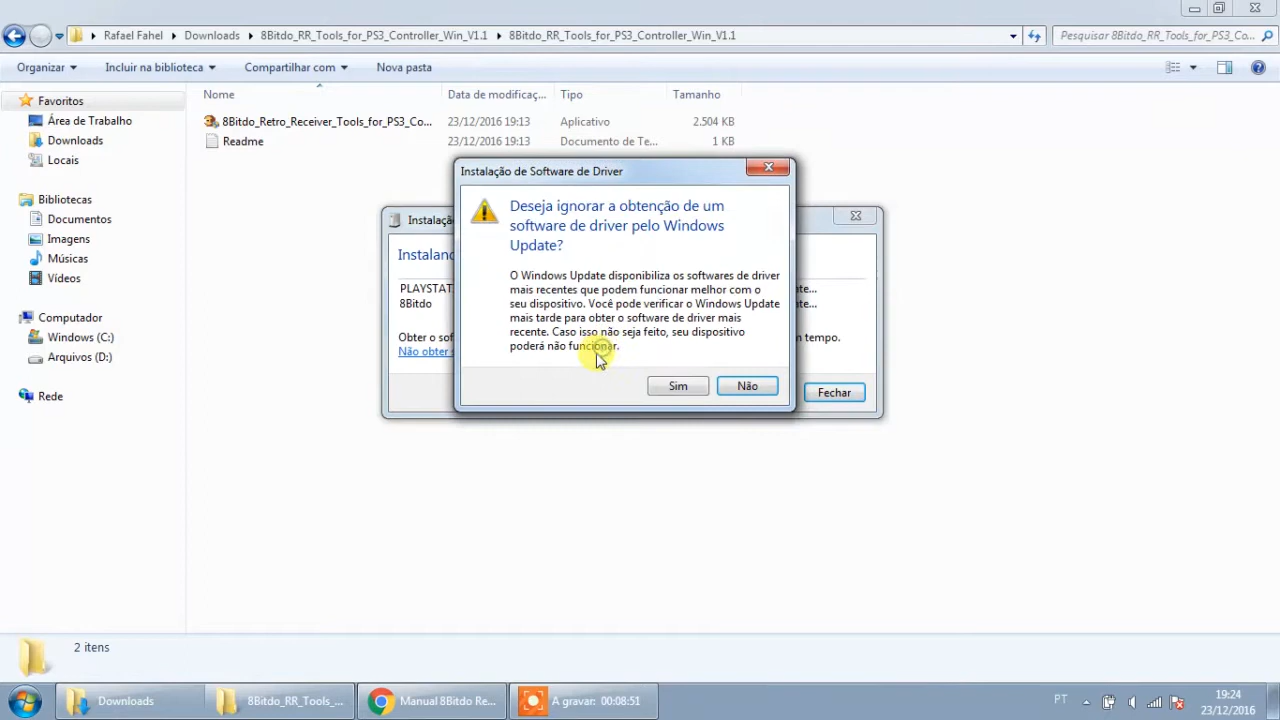 Rafael Fahel
Downloads
8Bitdo_RR_Tools_for_PS3_Controller_Win_V1.1
8Bitdo_RR_Tools_for_PS3_Controller_Win_V1.1
Pesquisar 8Bitdo_RR_Tools_for_PS3_Co...
Organizar
Incluir na biblioteca
Compartilhar com
Nova pasta
Favoritos
Área de Trabalho
Downloads
Locais
Bibliotecas
Documentos
Imagens
Músicas
Vídeos
Computador
Windows (C:)
Arquivos (D:)
Rede
Nome
Data de modificaç...
Tipo
Tamanho
8Bitdo_Retro_Receiver_Tools_for_PS3_Co...
23/12/2016 19:13
Aplicativo
2.504 KB
Readme
23/12/2016 19:13
Documento de Te...
1 KB
Instalação de Software de Driver
Deseja ignorar a obtenção de um
software de driver pelo Windows
Update?
O Windows Update disponibiliza os softwares de driver
mais recentes que podem funcionar melhor com o
seu dispositivo. Você pode verificar o Windows Update
mais tarde para obter o software de driver mais
recente. Caso isso não seja feito, seu dispositivo
poderá não funcionar.
Sim
Não
PLAYSTAT
8Bitdo
Não obter
tempo.
Fechar
2 itens
Downloads
8Bitdo_RR_Tools_...
Manual 8Bitdo Re...
A gravar: 00:08:51
PT
19:24
23/12/2016